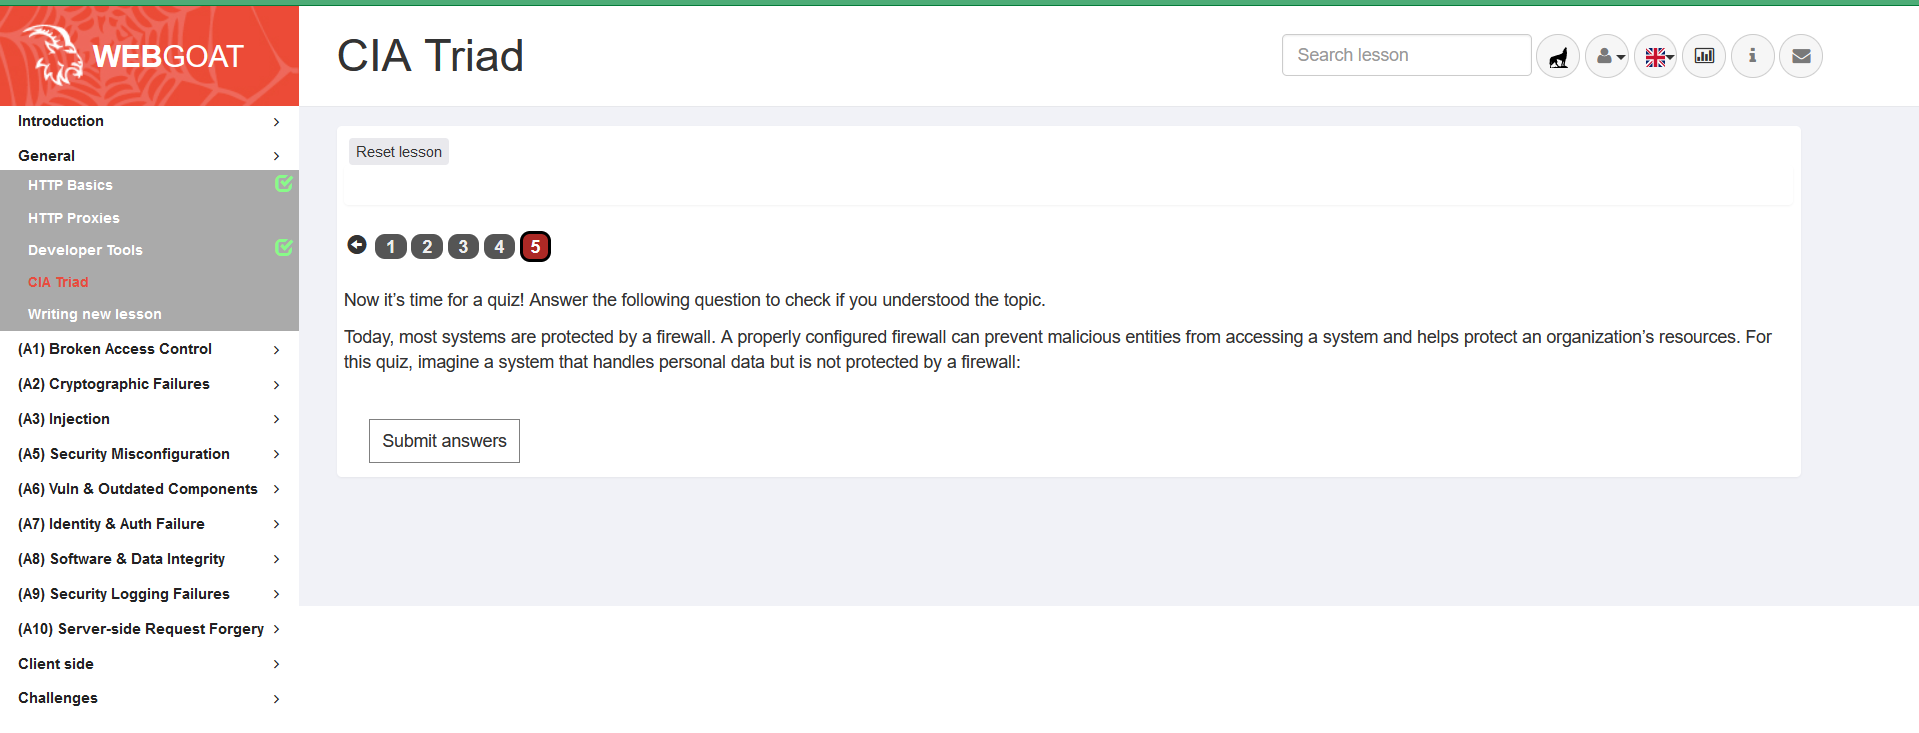 WEBGOAT
CIA Triad
Search lesson
Introduction
General
HTTP Basics
HTTP Proxies
Developer Tools
CIA Triad
Writing new lesson
(A1) Broken Access Control
(A2) Cryptographic Failures
(A3) Injection
(A5) Security Misconfiguration
(A6) Vuln & Outdated Components
(A7) Identity & Auth Failure
(A8) Software & Data Integrity
(A9) Security Logging Failures
(A10) Server-side Request Forgery
Client side
Challenges
Reset lesson
1 2 3 4 5
Now it’s time for a quiz! Answer the following question to check if you understood the topic.
Today, most systems are protected by a firewall. A properly configured firewall can prevent malicious entities from accessing a system and helps protect an organization’s resources. For
this quiz, imagine a system that handles personal data but is not protected by a firewall:
Submit answers